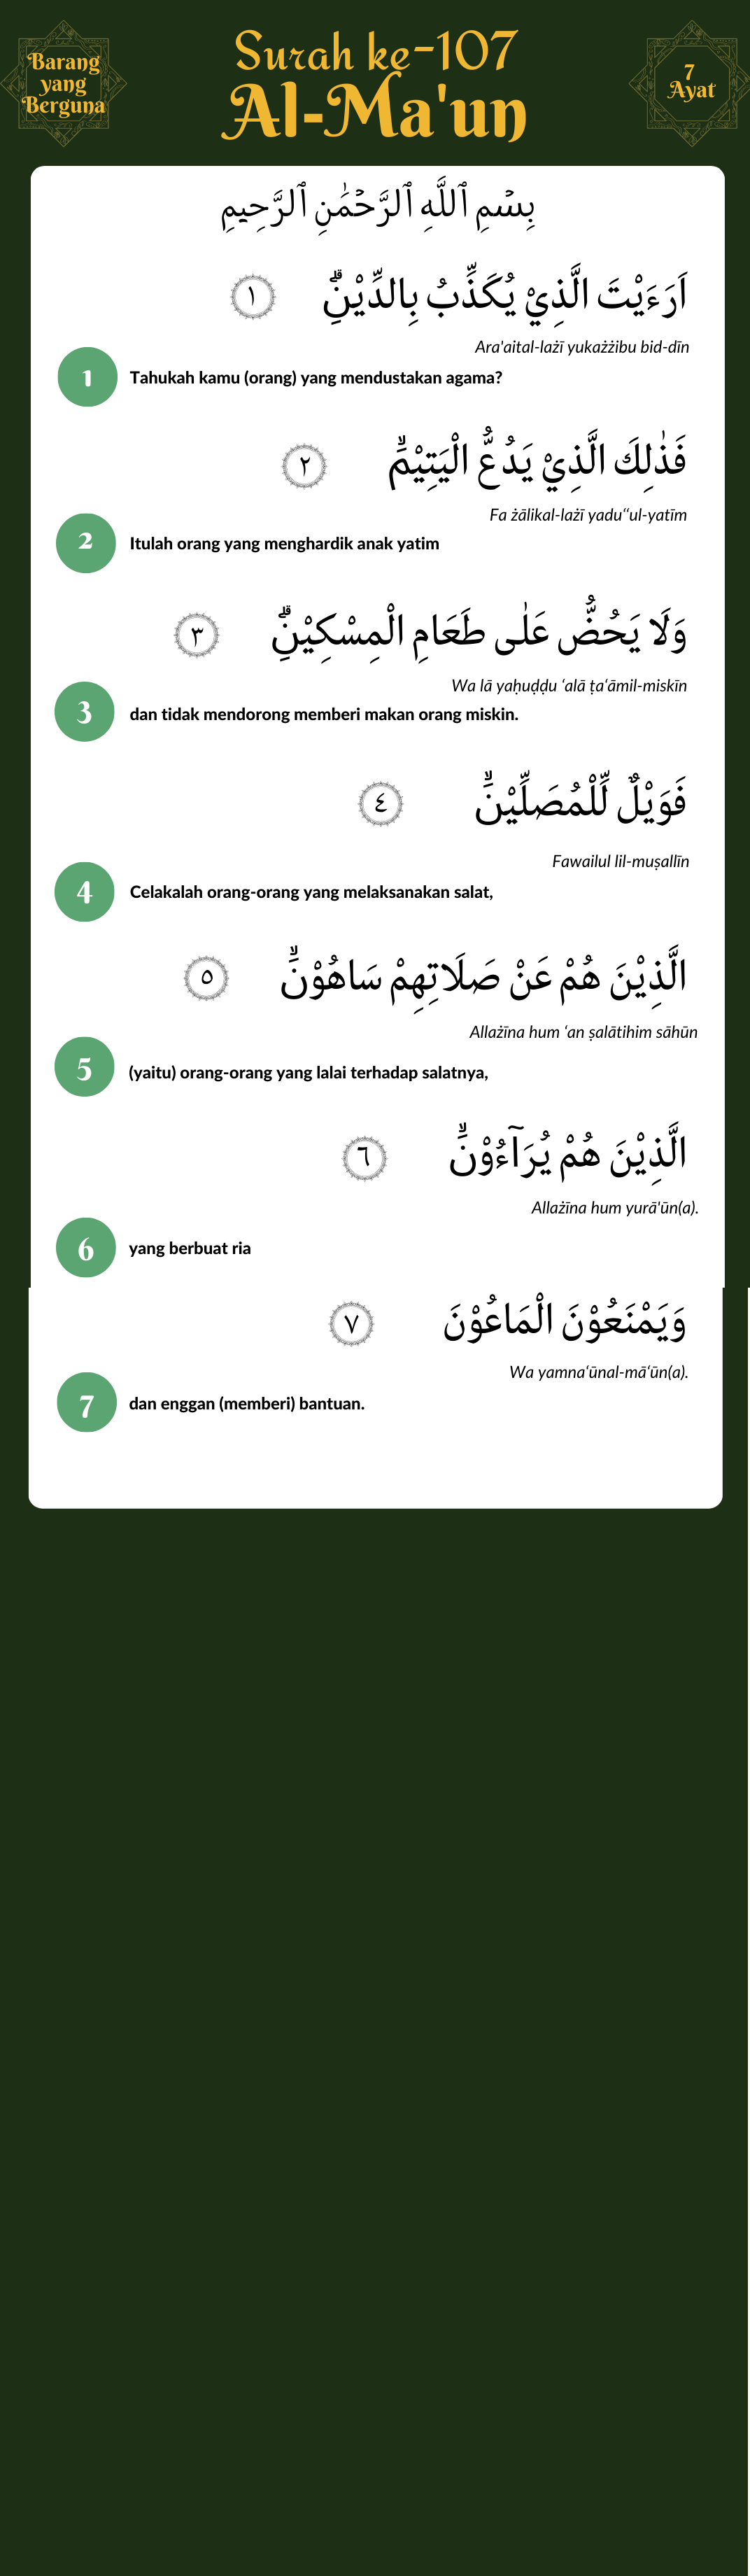 Barang
yang
Berguna
Surah ke-107
Al-Ma'un
7
Ayat
بِسْمِ ٱللَّهِ ٱلرَّحْمَٰنِ ٱلرَّحِيمِ
اَرَءَيْتَ الَّذِيْ يُكَذِّبُ بِالدِّيْنِۗ ١
Ara'aital-lażī yukażżibu bid-dīn
1 Tahukah kamu (orang) yang mendustakan agama?
فَذٰلِكَ الَّذِيْ يَدُعُّ الْيَتِيْمَۙ ٢
Fa żālikal-lażī yadu‘‘ul-yatīm
2 Itulah orang yang menghardik anak yatim
وَلَا يَحُضُّ عَلٰى طَعَامِ الْمِسْكِيْنِۗ ٣
Wa lā yaḥuḍḍu ‘alā ṭa‘āmil-miskīn
3 dan tidak mendorong memberi makan orang miskin.
فَوَيْلٌ لِّلْمُصَلِّيْنَۙ ٤
Fawailul lil-muṣallīn
4 Celakalah orang-orang yang melaksanakan salat,
الَّذِيْنَ هُمْ عَنْ صَلَاتِهِمْ سَاهُوْنَۙ ٥
Allażīna hum ‘an ṣalātihim sāhūn
5 (yaitu) orang-orang yang lalai terhadap salatnya,
الَّذِيْنَ هُمْ يُرَاۤءُوْنَۙ ٦
Allażīna hum yurā'ūn(a).
6 yang berbuat ria
وَيَمْنَعُوْنَ الْمَاعُوْنَ ٧
Wa yamna‘ūnal-mā‘ūn(a).
7 dan enggan (memberi) bantuan.